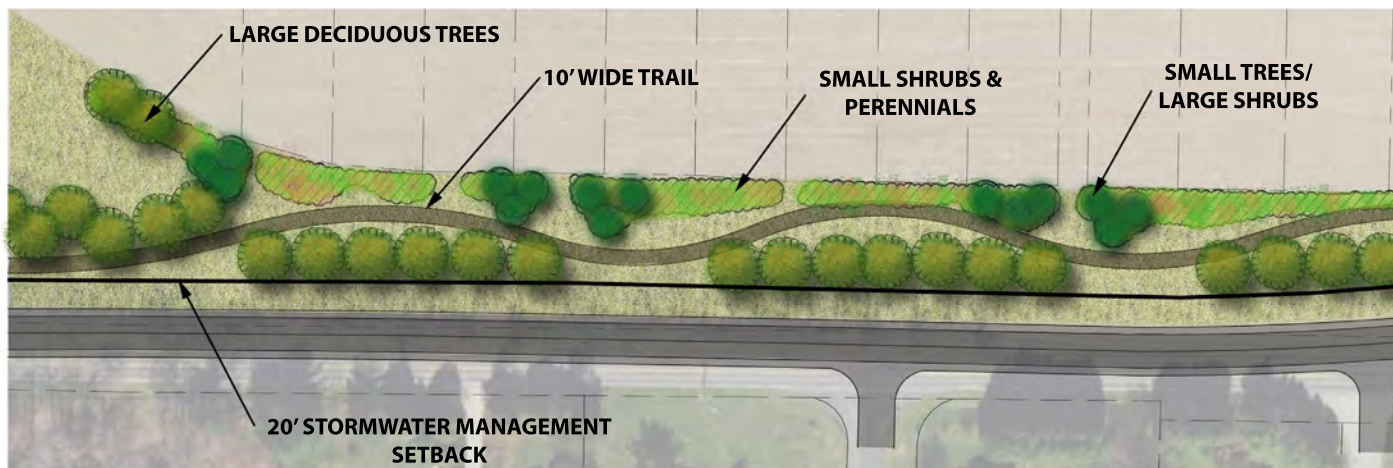 LARGE DECIDUOUS TREES
10’ WIDE TRAIL
SMALL SHRUBS &
PERENNIALS
SMALL TREES/
LARGE SHRUBS
20’ STORMWATER MANAGEMENT
SETBACK